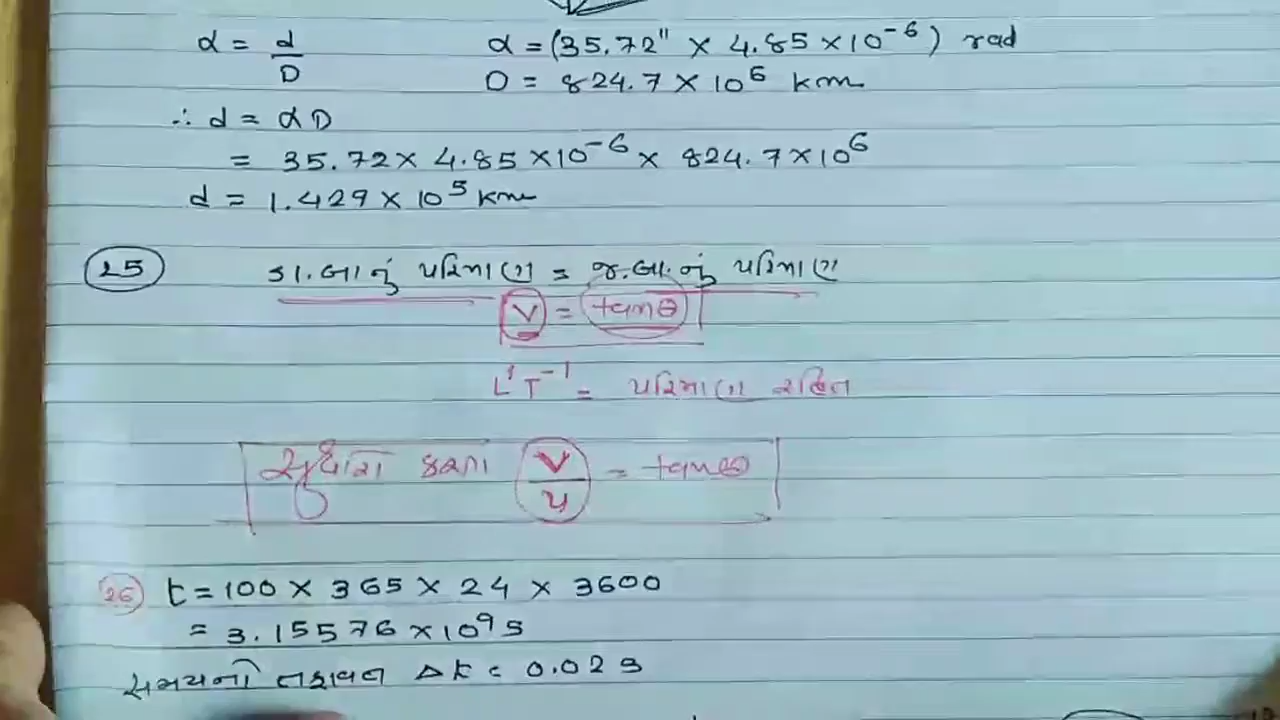 α = d/D α = (35.72" × 4.85 × 10⁻⁶) rad
D = 824.7 × 10⁶ km
∴ d = αD
= 35.72 × 4.85 × 10⁻⁶ × 824.7 × 10⁶
d = 1.429 × 10⁵ km
25 ડા.બા નું પરિમાણ = જ.બા.નું પરિમાણ
v = tanθ
L¹T⁻¹ = પરિમાણ રહિત
સુધારા કરતા v/u = tanθ
26 t = 100 × 365 × 24 × 3600
= 3.15576 × 10⁹ s
સમયનો તફાવત Δt = 0.02 s